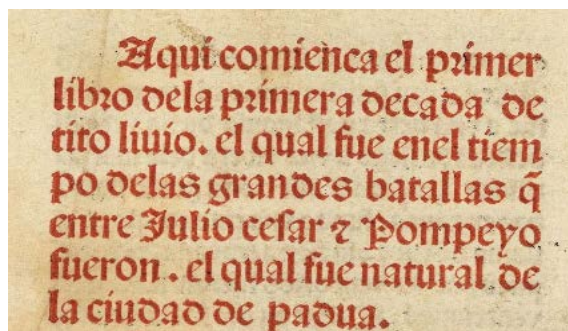 Aqui comiença el primer
libro dela primera decada de
tito liuio. el qual fue enel tiem
po delas grandes batallas q̃
entre Julio cesar ⁊ Pompeyo
fueron. el qual fue natural de
la ciudad de padua.